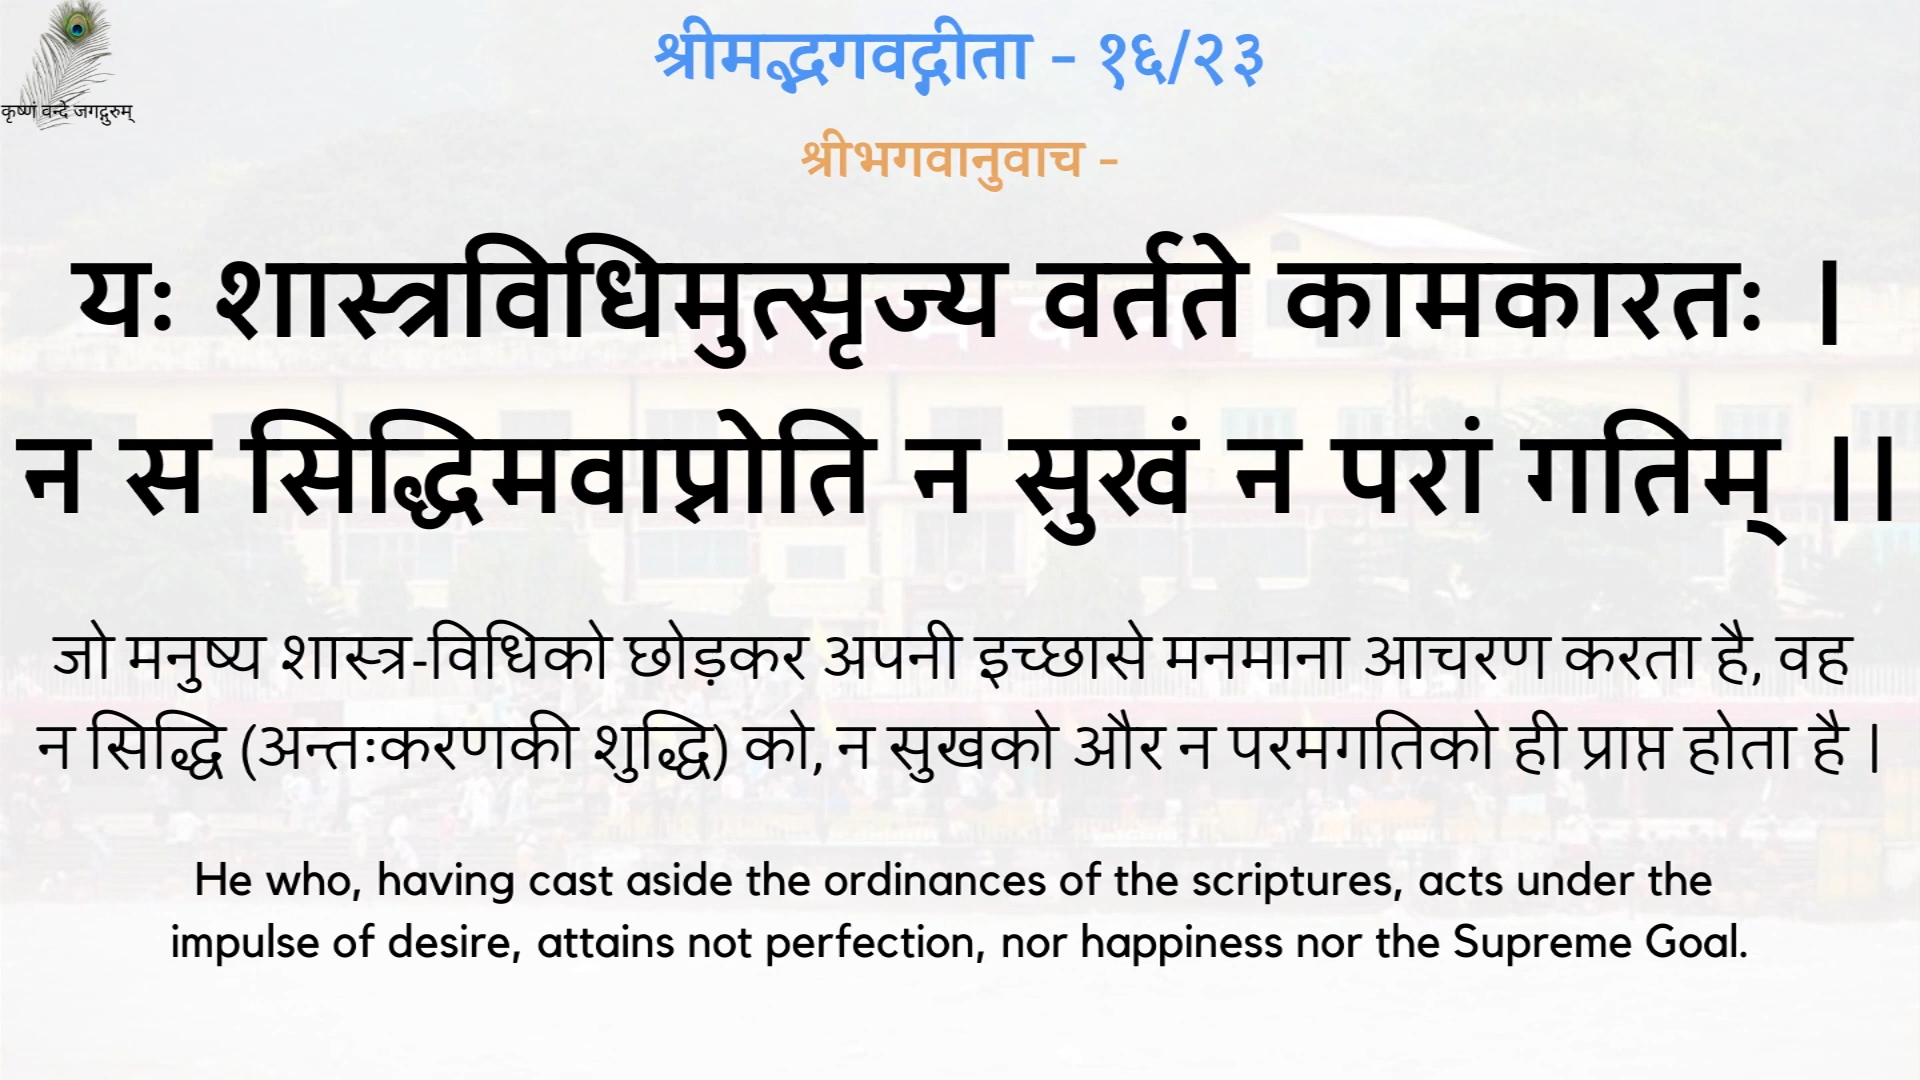 कृष्णं वन्दे जगद्गुरुम्
श्रीमद्भगवद्गीता - १६/२३
श्रीभगवानुवाच -
यः शास्त्रविधिमुत्सृज्य वर्तते कामकारतः ।
न स सिद्धिमवाप्नोति न सुखं न परां गतिम् ।।
जो मनुष्य शास्त्र-विधिको छोड़कर अपनी इच्छासे मनमाना आचरण करता है, वह
न सिद्धि (अन्तःकरणकी शुद्धि) को, न सुखको और न परमगतिको ही प्राप्त होता है |
He who, having cast aside the ordinances of the scriptures, acts under the
impulse of desire, attains not perfection, nor happiness nor the Supreme Goal.